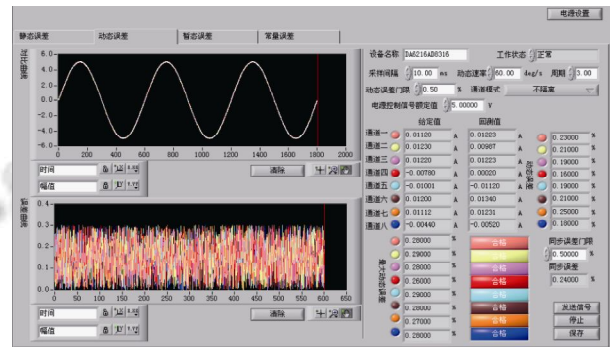 电源设置
静态误差 动态误差 暂态误差 常量误差
对比曲线
6.0
4.0
2.0
0.0
-2.0
-4.0
-6.0
0 200 400 600 800 1000 1200 1400 1600 1800 2000
时间
幅值
清除
误差曲线
0.4
0.3
0.2
0.1
0.0
0 50 100 150 200 250 300 350 400 450 500 550 600 650
时间
幅值
清除
设备名称 DA6216AD8316 工作状态 正常
采样间隔 10.00 ms 动态速率 60.00 4kg/s 周期 3.00
动态误差门限 0.50 % 通道模式 不隔离
电源控制信号额定值 5.00000 V
给定值 回测值
通道一 0.01120 A 0.01223 A 0.23000 %
通道二 0.01230 A 0.00987 A 0.21000 %
通道三 0.01220 A 0.01223 A 0.19000 %
通道四 -0.00780 A 0.00020 A 0.16000 %
通道五 -0.01001 A -0.01120 A 0.19000 %
通道六 0.01200 A 0.01340 A 0.21000 %
通道七 0.01112 A 0.01231 A 0.25000 %
通道八 -0.00440 A -0.00520 A 0.18000 %
动态误差
最大动态误差
0.28000 % 合格
0.29000 % 合格
0.28000 % 合格
0.26000 % 合格
0.29000 % 合格
0.28000 % 合格
0.27000 % 合格
0.28000 % 合格
同步误差门限
0.50000 %
同步误差
0.24000 %
发送信号
停止
保存